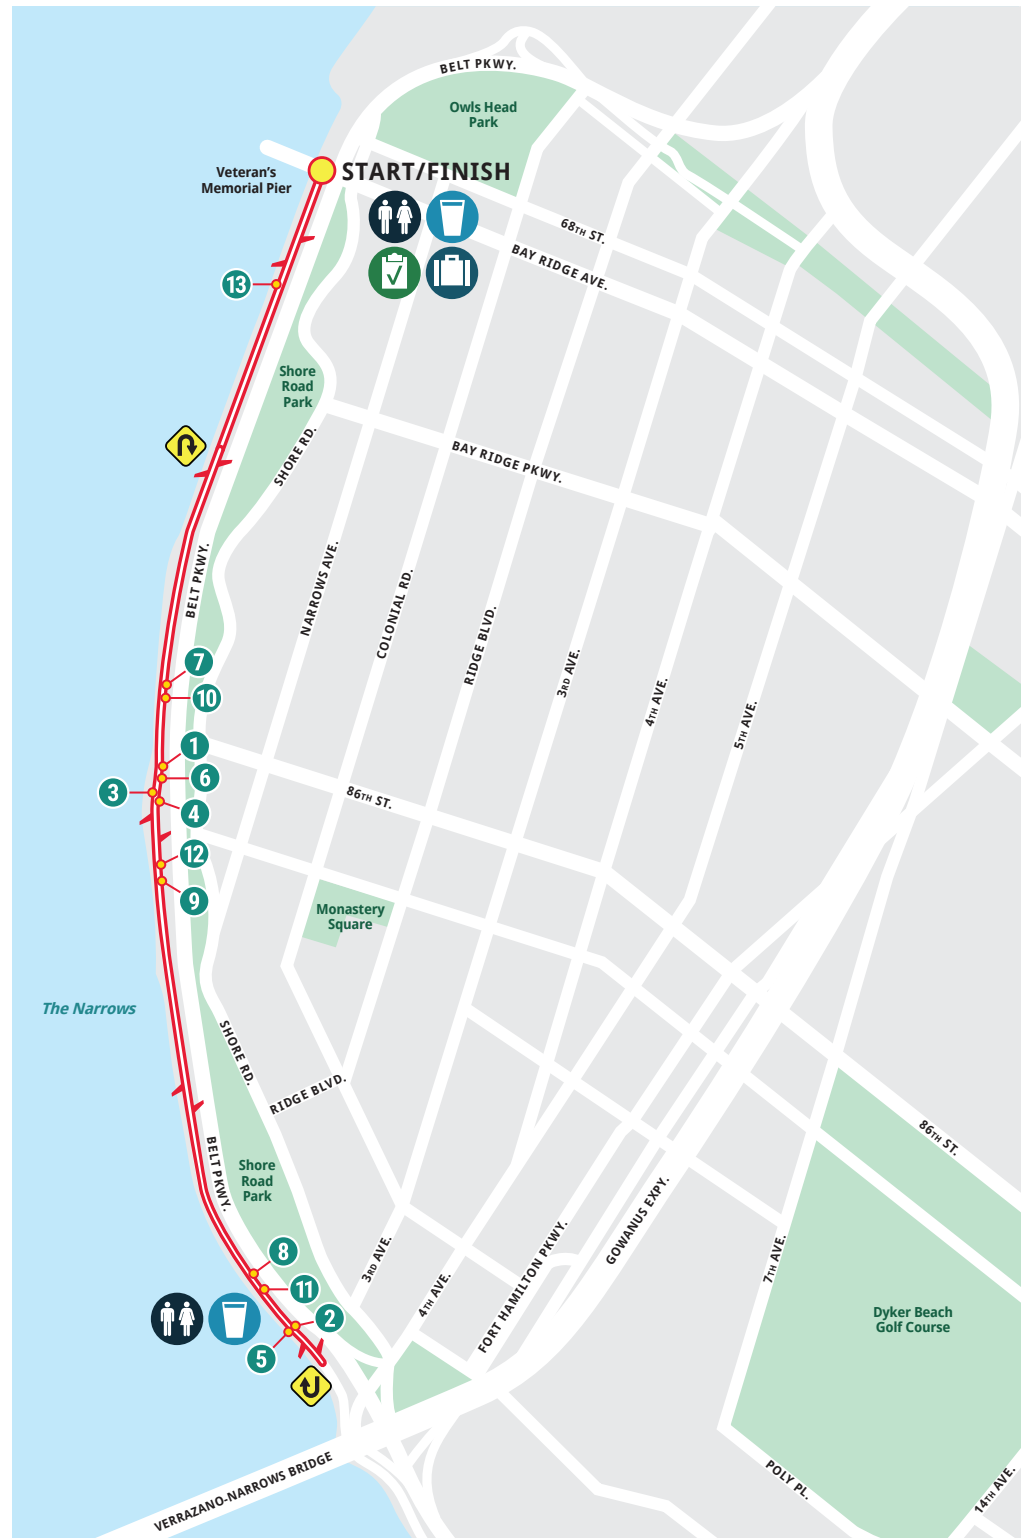 BELT PKWY.
Owls Head
Park
Veteran's
Memorial Pier
START/FINISH
68TH ST.
BAY RIDGE AVE.
13
Shore
Road
Park
SHORE RD.
BAY RIDGE PKWY.
BELT PKWY.
NARROWS AVE.
COLONIAL RD.
RIDGE BLVD.
3RD AVE.
4TH AVE.
5TH AVE.
7
10
1
6
3
4
86TH ST.
12
9
Monastery
Square
The Narrows
SHORE RD.
RIDGE BLVD.
BELT PKWY.
Shore
Road
Park
86TH ST.
8
11
2
5
3RD AVE.
4TH AVE.
FORT HAMILTON PKWY.
GOWANUS EXPY.
7TH AVE.
Dyker Beach
Golf Course
VERRAZANO-NARROWS BRIDGE
POLY PL.
14TH AVE.